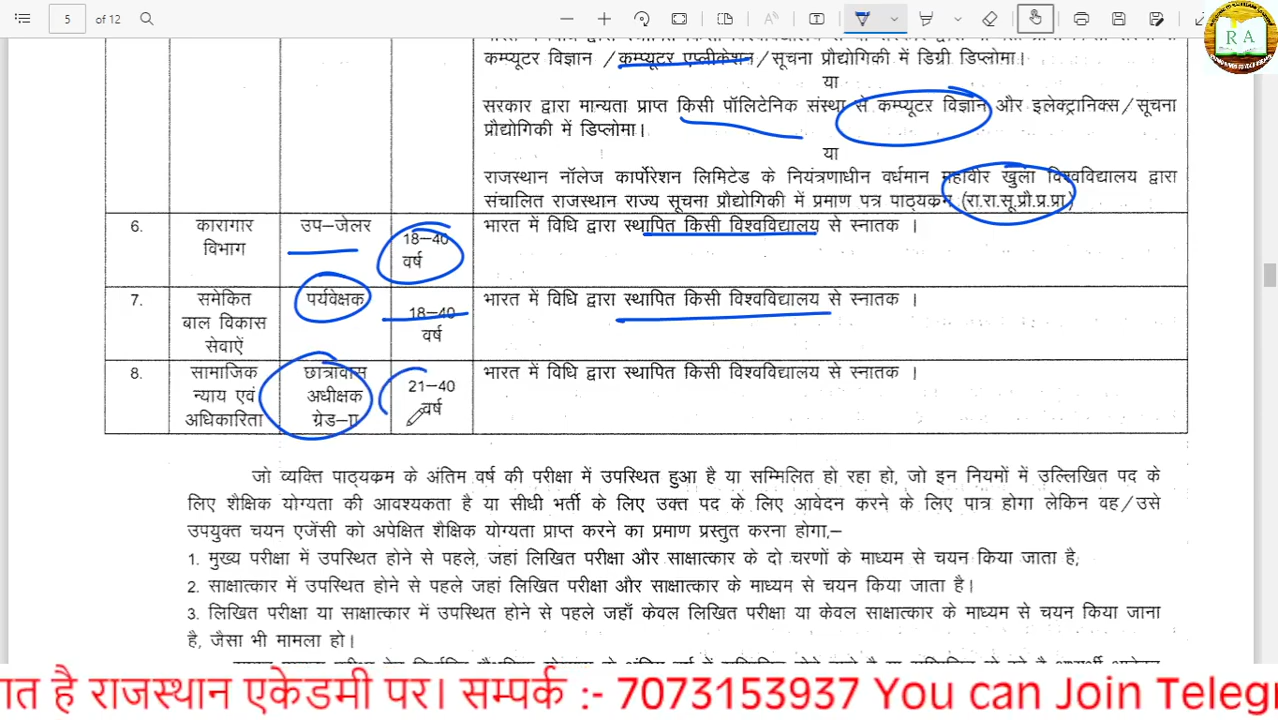 5 of 12
RA
कम्प्यूटर विज्ञान /कम्प्यूटर एप्लीकेशन/सूचना प्रौद्योगिकी में डिग्री डिप्लोमा।
या
सरकार द्वारा मान्यता प्राप्त किसी पॉलिटेनिक संस्था से कम्प्यूटर विज्ञान और इलेक्ट्रानिक्स/सूचना
प्रौद्योगिकी में डिप्लोमा।
या
राजस्थान नॉलेज कार्पोरेशन लिमिटेड के नियंत्रणाधीन वर्धमान महावीर खुला विश्वविद्यालय द्वारा
संचालित राजस्थान राज्य सूचना प्रौद्योगिकी में प्रमाण पत्र पाठ्यकम (रा.रा.सू.प्रौ.प्र.प्रा)
6. कारागार उप–जेलर 18–40 भारत में विधि द्वारा स्थापित किसी विश्वविद्यालय से स्नातक ।
विभाग वर्ष
7. समेकित पर्यवेक्षक 18–40 भारत में विधि द्वारा स्थापित किसी विश्वविद्यालय से स्नातक ।
बाल विकास वर्ष
सेवाऐं
8. सामाजिक छात्रावास 21–40 भारत में विधि द्वारा स्थापित किसी विश्वविद्यालय से स्नातक ।
न्याय एवं अधीक्षक वर्ष
अधिकारिता ग्रेड–II
जो व्यक्ति पाठ्यकम के अंतिम वर्ष की परीक्षा में उपस्थित हुआ है या सम्मिलित हो रहा हो, जो इन नियमों में उल्लिखित पद के
लिए शैक्षिक योग्यता की आवश्यकता है या सीधी भर्ती के लिए उक्त पद के लिए आवेदन करने के लिए पात्र होगा लेकिन वह/उसे
उपयुक्त चयन एजेंसी को अपेक्षित शैक्षिक योग्यता प्राप्त करने का प्रमाण प्रस्तुत करना होगा,–
1. मुख्य परीक्षा में उपस्थित होने से पहले, जहां लिखित परीक्षा और साक्षात्कार के दो चरणों के माध्यम से चयन किया जाता है;
2. साक्षात्कार में उपस्थित होने से पहले जहां लिखित परीक्षा और साक्षात्कार के माध्यम से चयन किया जाता है।
3. लिखित परीक्षा या साक्षात्कार में उपस्थित होने से पहले जहाँ केवल लिखित परीक्षा या केवल साक्षात्कार के माध्यम से चयन किया जाना
है, जैसा भी मामला हो।
ात है राजस्थान एकेडमी पर। सम्पर्क :- 7073153937 You can Join Telegr